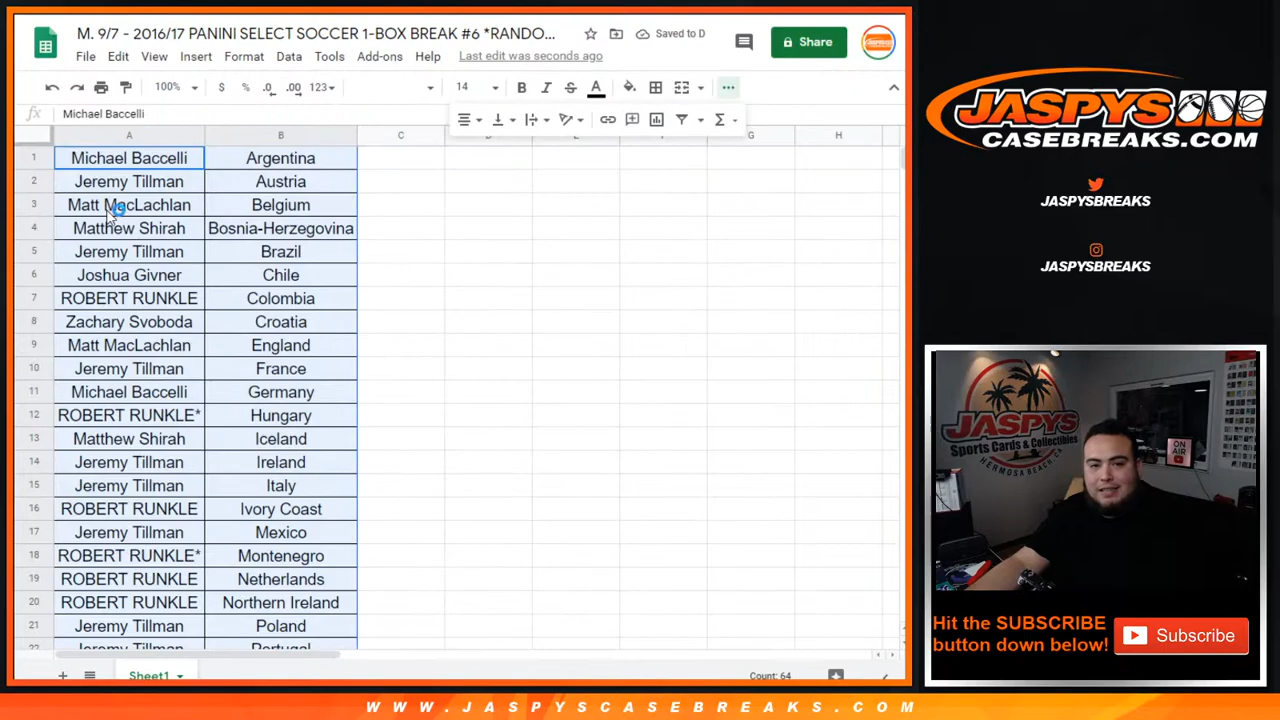 M. 9/7 - 2016/17 PANINI SELECT SOCCER 1-BOX BREAK #6 *RANDO...
Saved to D
Share
File Edit View Insert Format Data Tools Add-ons Help Last edit was seconds ago
100% $ % .0 .00 123 14 B I S A
fx Michael Baccelli
A B C G H
1 Michael Baccelli Argentina
2 Jeremy Tillman Austria
3 Matt MacLachlan Belgium
4 Matthew Shirah Bosnia-Herzegovina
5 Jeremy Tillman Brazil
6 Joshua Givner Chile
7 ROBERT RUNKLE Colombia
8 Zachary Svoboda Croatia
9 Matt MacLachlan England
10 Jeremy Tillman France
11 Michael Baccelli Germany
12 ROBERT RUNKLE* Hungary
13 Matthew Shirah Iceland
14 Jeremy Tillman Ireland
15 Jeremy Tillman Italy
16 ROBERT RUNKLE Ivory Coast
17 Jeremy Tillman Mexico
18 ROBERT RUNKLE* Montenegro
19 ROBERT RUNKLE Netherlands
20 ROBERT RUNKLE Northern Ireland
21 Jeremy Tillman Poland
22 Jeremy Tillman Portugal
Sheet1
Count: 64
JASPYS
CASEBREAKS.COM
JASPYSBREAKS
JASPYSBREAKS
JASPYS
Sports Cards & Collectibles
HERMOSA BEACH, CA
ON AIR
Hit the SUBSCRIBE
button down below!
Subscribe
WWW.JASPYSCASEBREAKS.COM